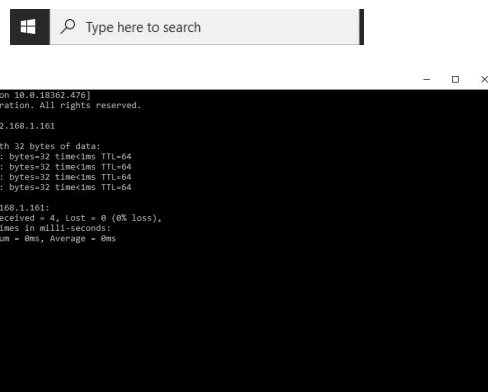 Type here to search
on 10.0.18362.476]
ration. All rights reserved.
2.168.1.161
th 32 bytes of data:
: bytes=32 time<1ms TTL=64
: bytes=32 time<1ms TTL=64
: bytes=32 time<1ms TTL=64
: bytes=32 time<1ms TTL=64
168.1.161:
eceived = 4, Lost = 0 (0% loss),
imes in milli-seconds:
um = 0ms, Average = 0ms